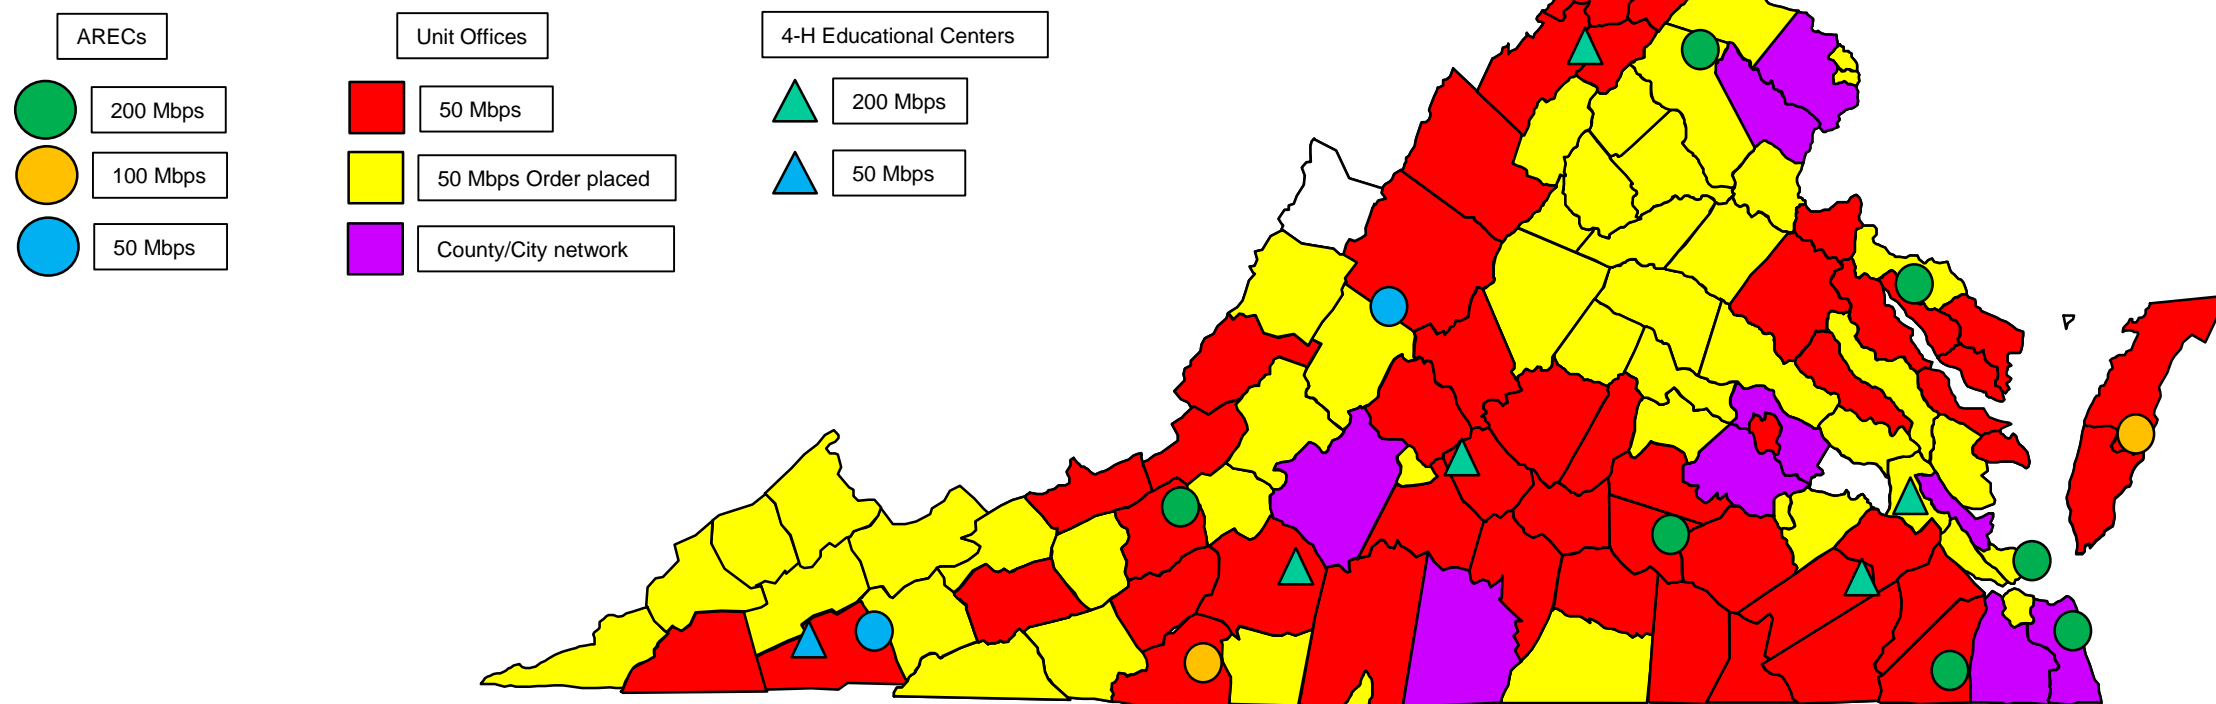 ARECs
200 Mbps
100 Mbps
50 Mbps
Unit Offices
50 Mbps
50 Mbps Order placed
County/City network
4-H Educational Centers
200 Mbps
50 Mbps